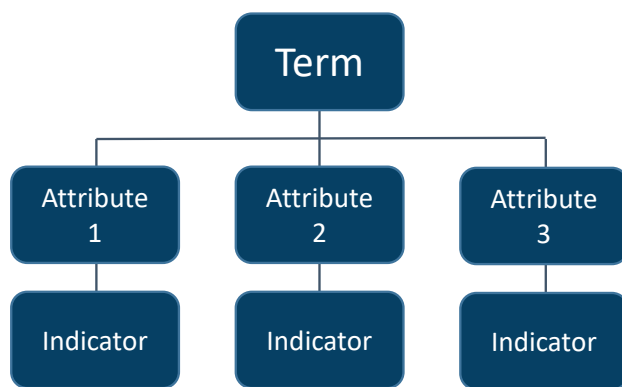 Term
Attribute
1
Attribute
2
Attribute
3
Indicator
Indicator
Indicator